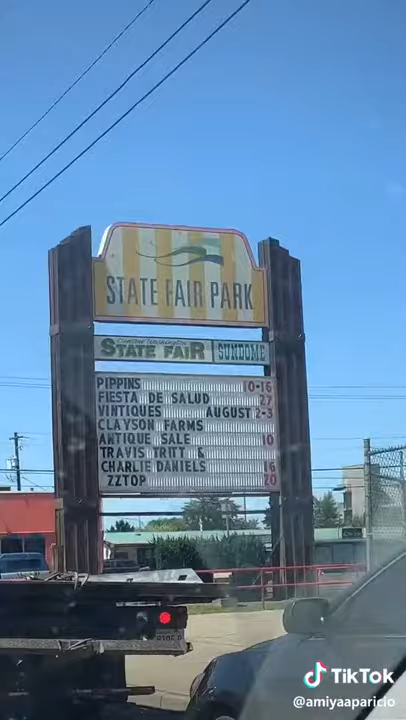 STATE FAIR PARK
Central Washington
STATE FAIR SUNDOME
PIPPINS 10-16
FIESTA DE SALUD 27
VINTIQUES AUGUST 2-3
CLAYSON FARMS
ANTIQUE SALE 10
TRAVIS TRITT &
CHARLIE DANIELS 16
ZZTOP 20
TikTok
@amiyaaparicio